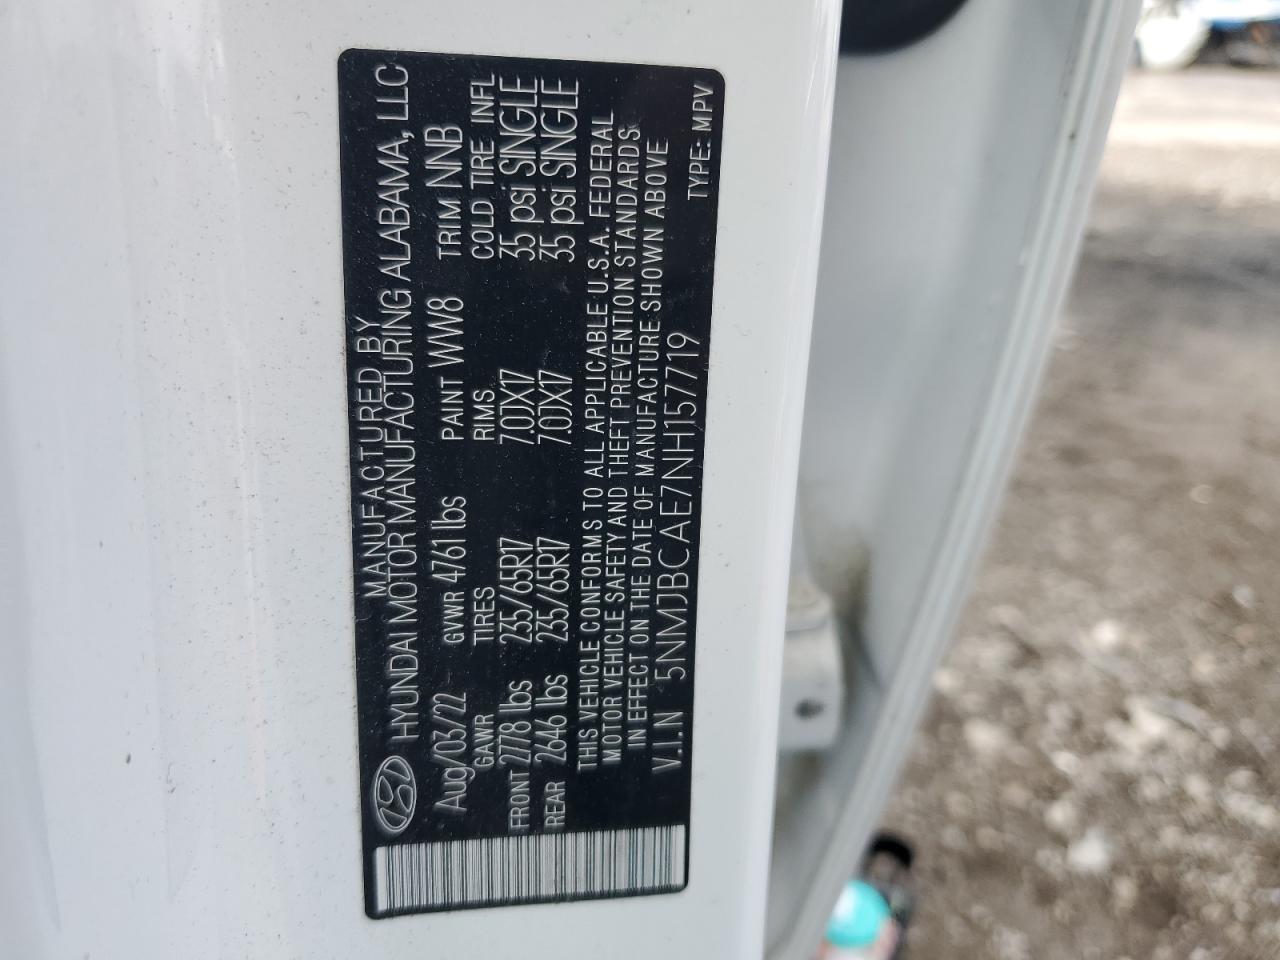 MANUFACTURED BY
HYUNDAI MOTOR MANUFACTURING ALABAMA, LLC
Aug/03/22 GVWR 4761 lbs PAINT WW8 TRIM NNB
GAWR TIRES RIMS COLD TIRE INFL
FRONT 2778 lbs 235/65R17 7.0JX17 35 psi SINGLE
REAR 2646 lbs 235/65R17 7.0JX17 35 psi SINGLE
THIS VEHICLE CONFORMS TO ALL APPLICABLE U.S.A. FEDERAL
MOTOR VEHICLE SAFETY AND THEFT PREVENTION STANDARDS
IN EFFECT ON THE DATE OF MANUFACTURE SHOWN ABOVE
V.I.N 5NMJBCAE7NH157719
TYPE: MPV